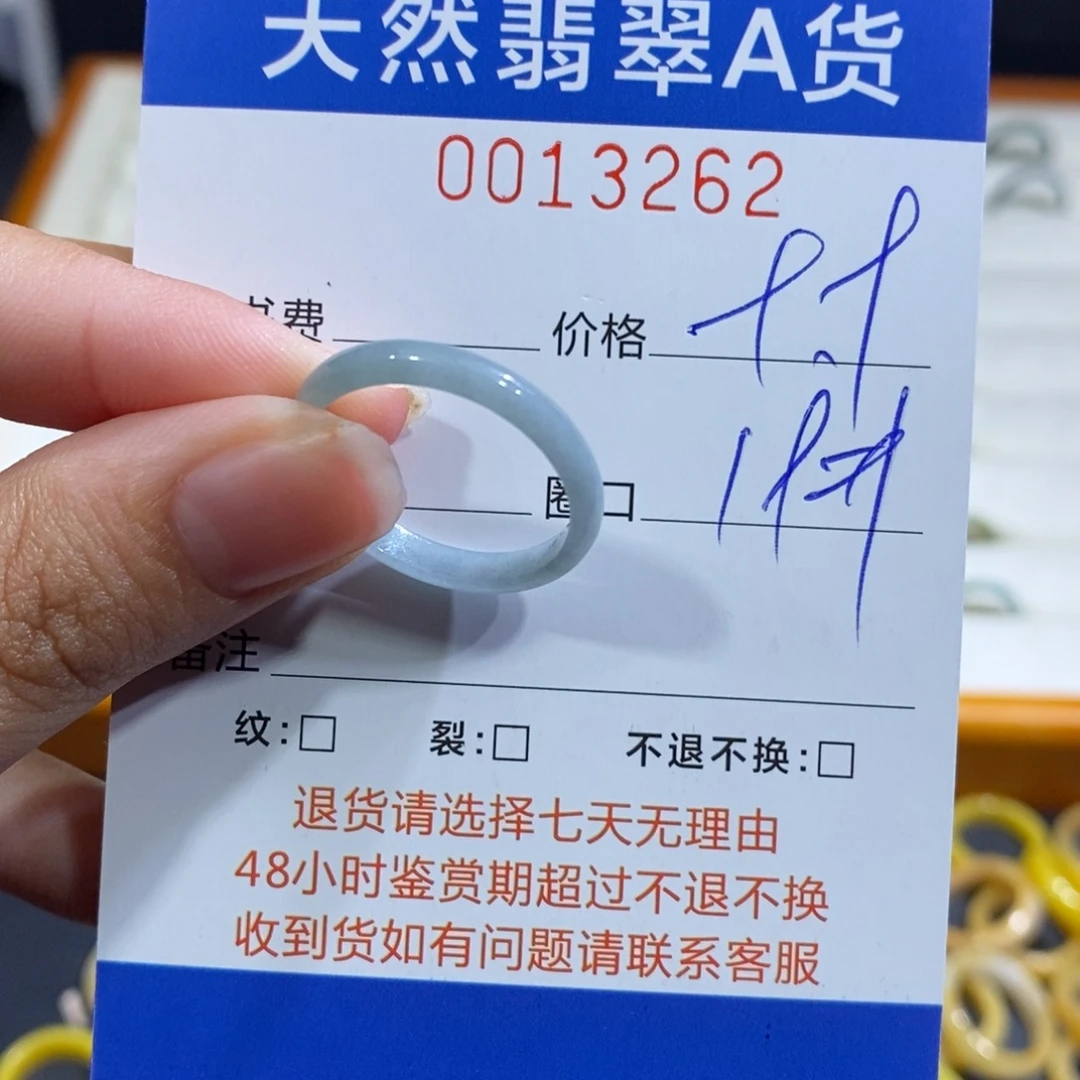 天然翡翠A货
0013262
书费 价格
圈口
备注
纹:□ 裂:□ 不退不换:□
退货请选择七天无理由
48小时鉴赏期超过不退不换
收到货如有问题请联系客服